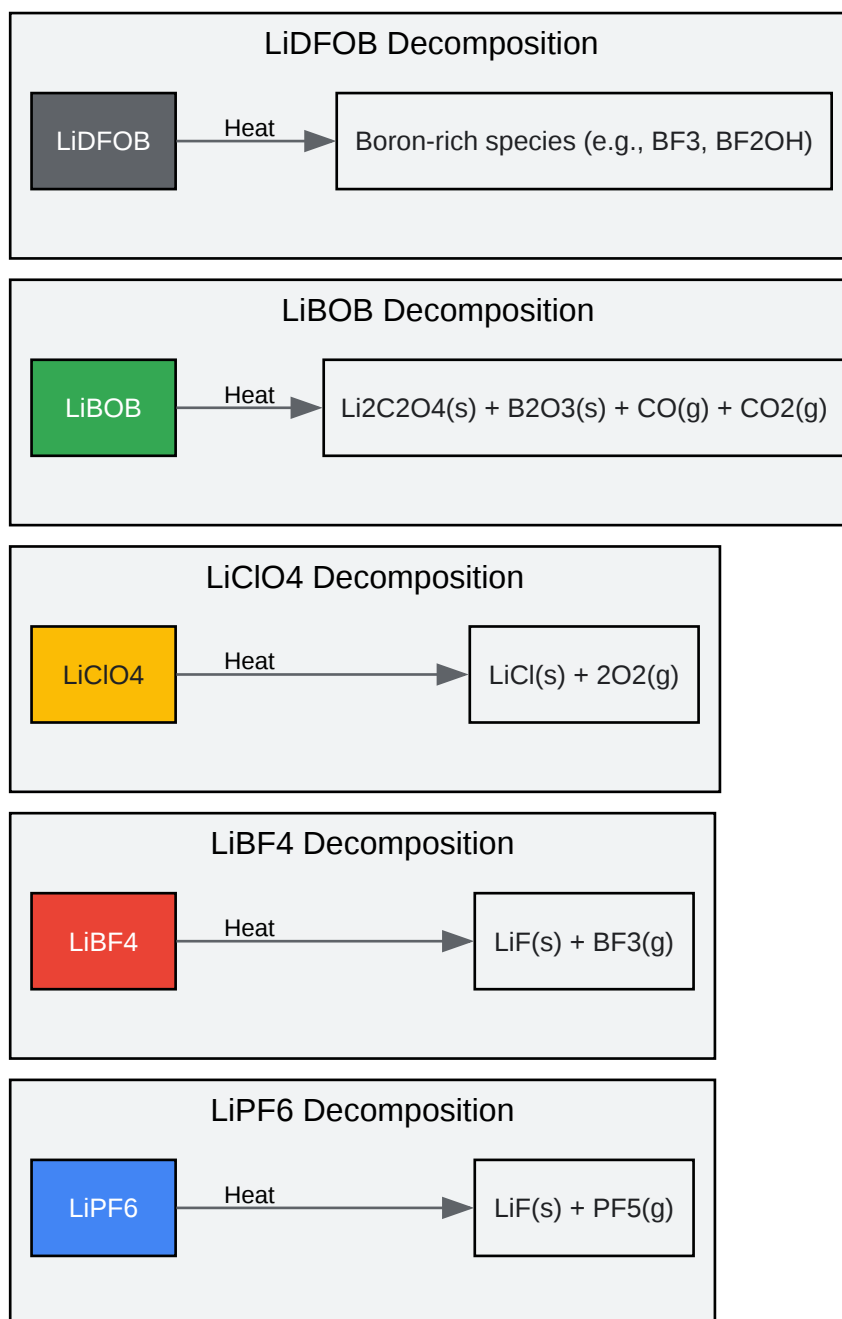 LiDFOB Decomposition
LiDFOB
Heat
Boron-rich species (e.g., BF3, BF2OH)
LiBOB Decomposition
LiBOB
Heat
Li2C2O4(s) + B2O3(s) + CO(g) + CO2(g)
LiClO4 Decomposition
LiClO4
Heat
LiCl(s) + 2O2(g)
LiBF4 Decomposition
LiBF4
Heat
LiF(s) + BF3(g)
LiPF6 Decomposition
LiPF6
Heat
LiF(s) + PF5(g)